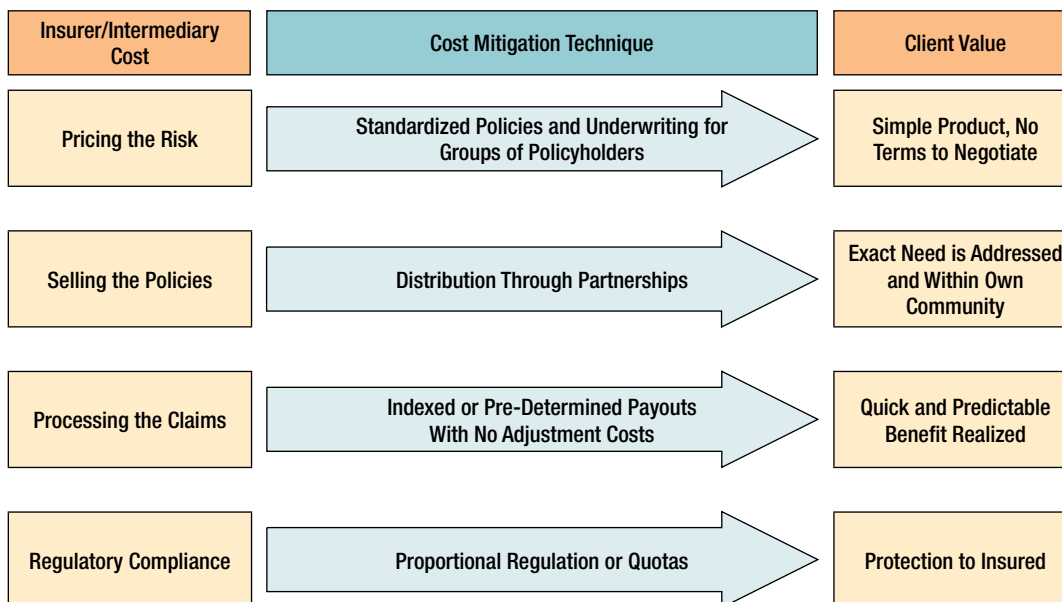 Insurer/Intermediary
Cost
Cost Mitigation Technique
Client Value
Pricing the Risk
Standardized Policies and Underwriting for
Groups of Policyholders
Simple Product, No
Terms to Negotiate
Selling the Policies
Distribution Through Partnerships
Exact Need is Addressed
and Within Own
Community
Processing the Claims
Indexed or Pre-Determined Payouts
With No Adjustment Costs
Quick and Predictable
Benefit Realized
Regulatory Compliance
Proportional Regulation or Quotas
Protection to Insured